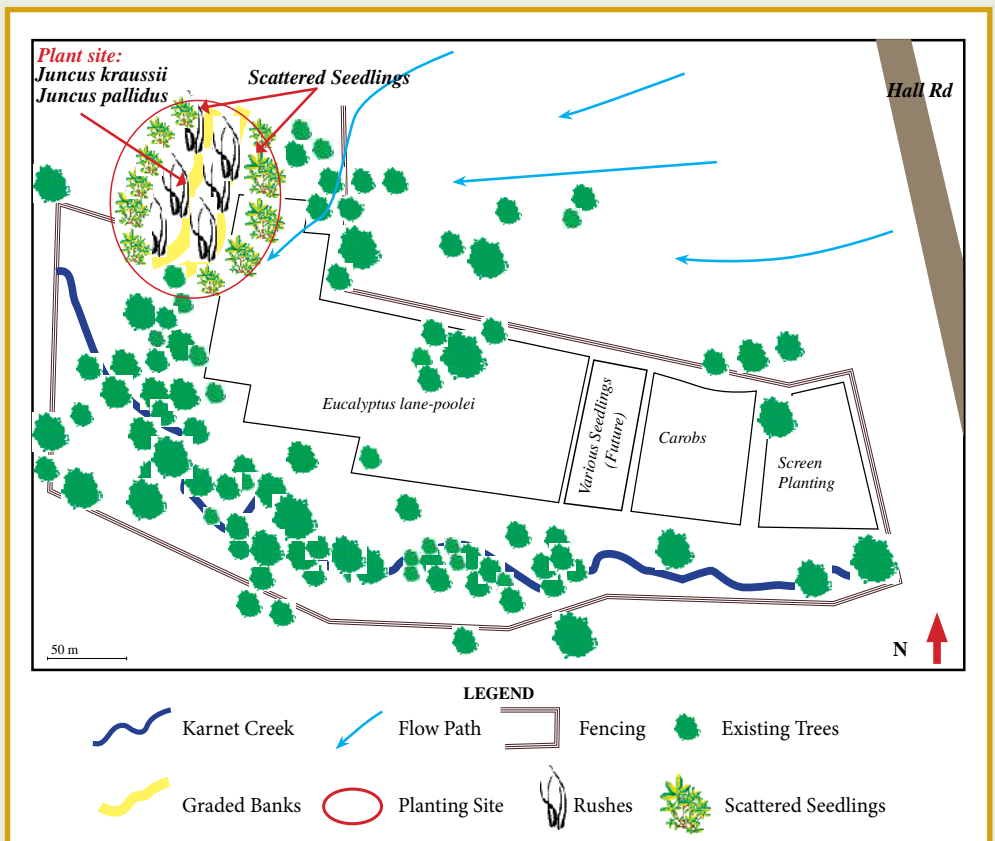 Plant site:
Juncus kraussii
Juncus pallidus
Scattered Seedlings
Hall Rd
Eucalyptus lane-poolei
Various Seedlings
(Future)
Carobs
Screen
Planting
50 m
N
LEGEND
Karnet Creek
Flow Path
Fencing
Existing Trees
Graded Banks
Planting Site
Rushes
Scattered Seedlings